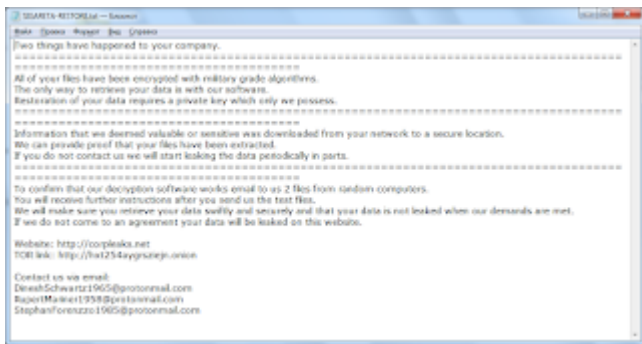 Файл Правка Формат Вид Справка
Two things have happened to your company.
All of your files have been encrypted with military grade algorithms.
The only way to retrieve your data is with our software.
Restoration of your data requires a private key which only we possess.
Information that we deemed valuable or sensitive was downloaded from your network to a secure location.
We can provide proof that your files have been extracted.
If you do not contact us we will start leaking the data periodically in parts.
To confirm that our decryption software works email to us 2 files from random computers.
You will receive further instructions after you send us the test files.
We will make sure you retrieve your data swiftly and securely and that your data is not leaked when our demands are met.
If we do not come to an agreement your data will be leaked on this website.
Website: http://corpleaks.net
TOR link:
Contact us via email:
DineshSchwartz1965@protonmail.com
RupertMariner1958@protonmail.com